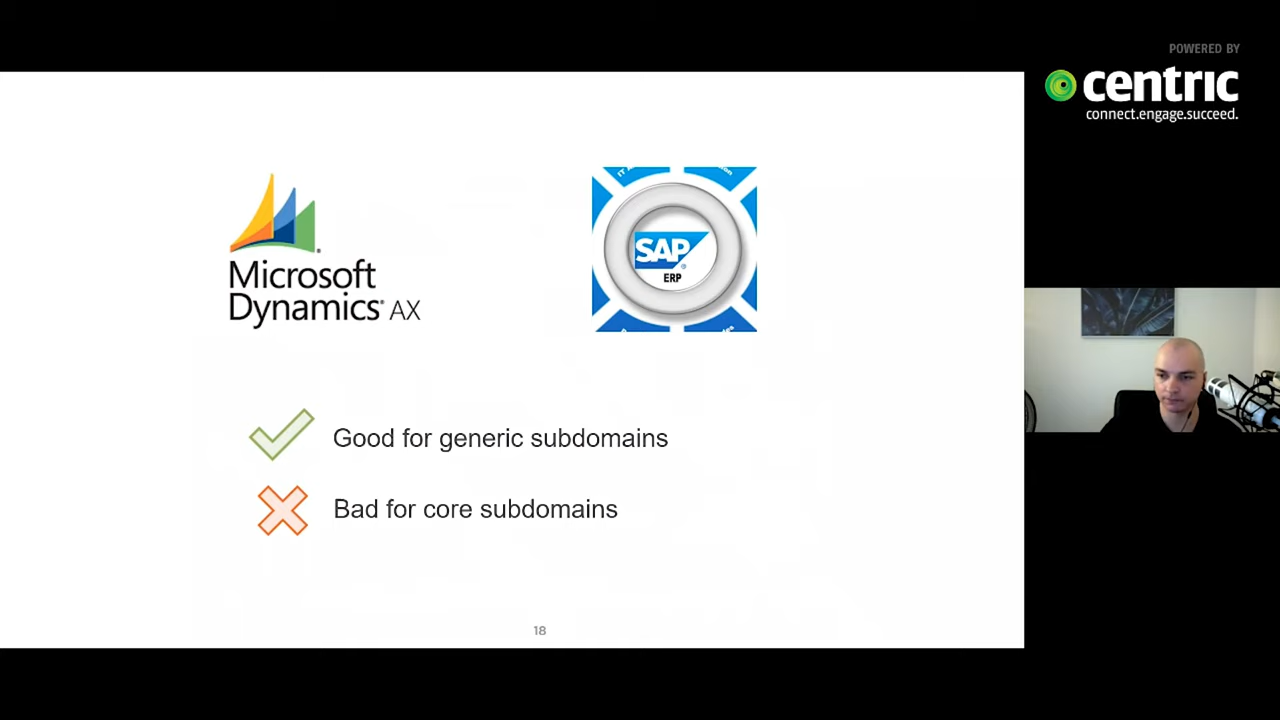 POWERED BY
centric
connect.engage.succeed.
Microsoft
Dynamics® AX
SAP
®
ERP
Good for generic subdomains
Bad for core subdomains
18